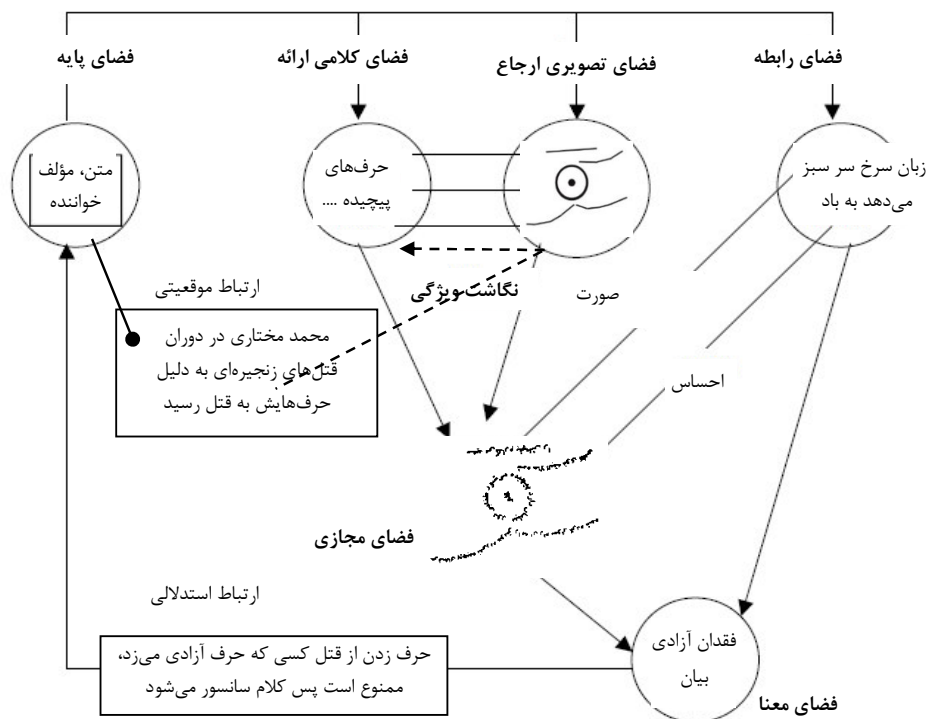 فضای رابطه
فضای تصویری ارجاع
فضای کلامی ارائه
فضای پایه
زبان سرخ سر سبز
می‌دهد به باد
حرف‌های
پیچیده ....
متن، مؤلف
خواننده
صورت
نگاشت ویژگی
ارتباط موقعیتی
محمد مختاری در دوران
قتل‌های زنجیره‌ای به دلیل
حرف‌هایش به قتل رسید
احساس
فضای مجازی
ارتباط استدلالی
حرف زدن از قتل کسی که حرف آزادی می‌زد،
ممنوع است پس کلام سانسور می‌شود
فقدان آزادی
بیان
فضای معنا